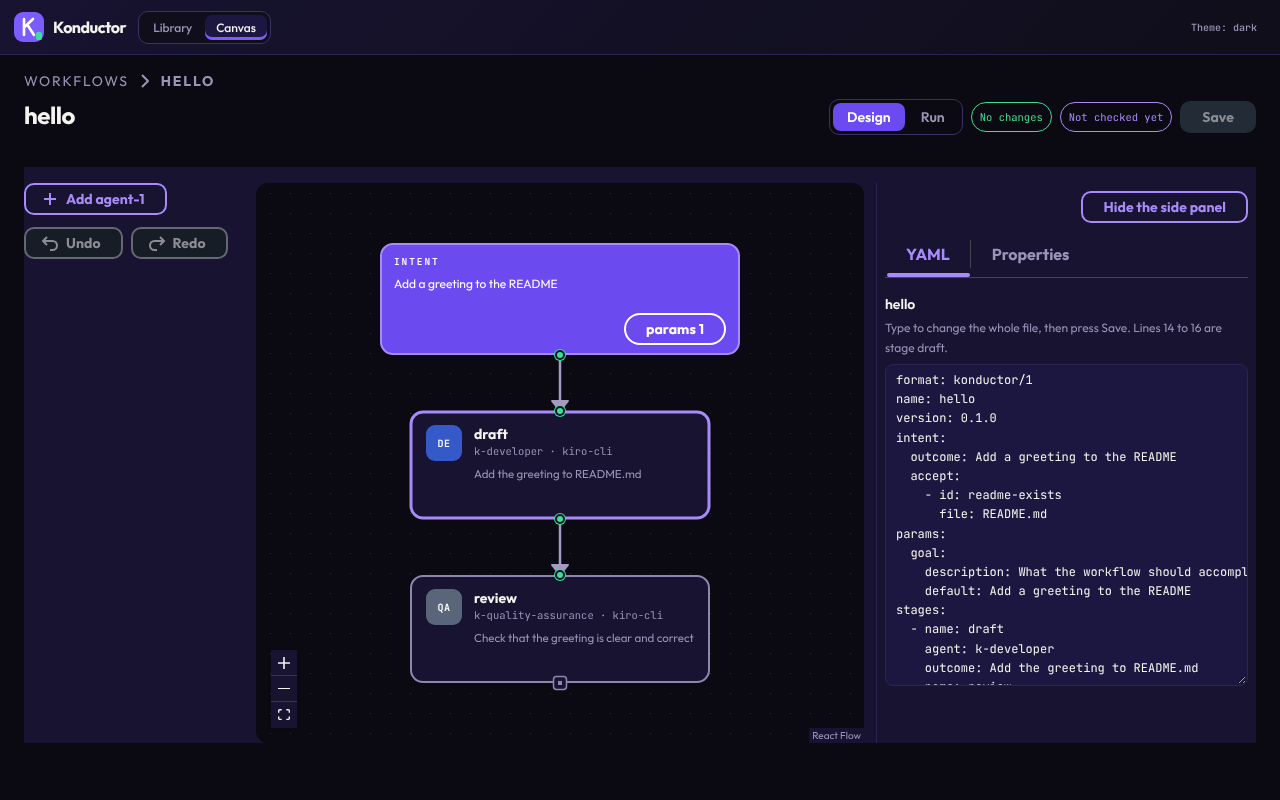 K Konductor
Library
Canvas
Theme: dark
WORKFLOWS > HELLO
hello
Design
Run
No changes
Not checked yet
Save
Add agent-1
Undo
Redo
INTENT
Add a greeting to the README
params 1
DE
draft
k-developer · kiro-cli
Add the greeting to README.md
QA
review
k-quality-assurance · kiro-cli
Check that the greeting is clear and correct
React Flow
Hide the side panel
YAML
Properties
hello
Type to change the whole file, then press Save. Lines 14 to 16 are
stage draft.
format: konductor/1
name: hello
version: 0.1.0
intent:
  outcome: Add a greeting to the README
  accept:
    - id: readme-exists
      file: README.md
params:
  goal:
    description: What the workflow should accompl
    default: Add a greeting to the README
stages:
  - name: draft
    agent: k-developer
    outcome: Add the greeting to README.md